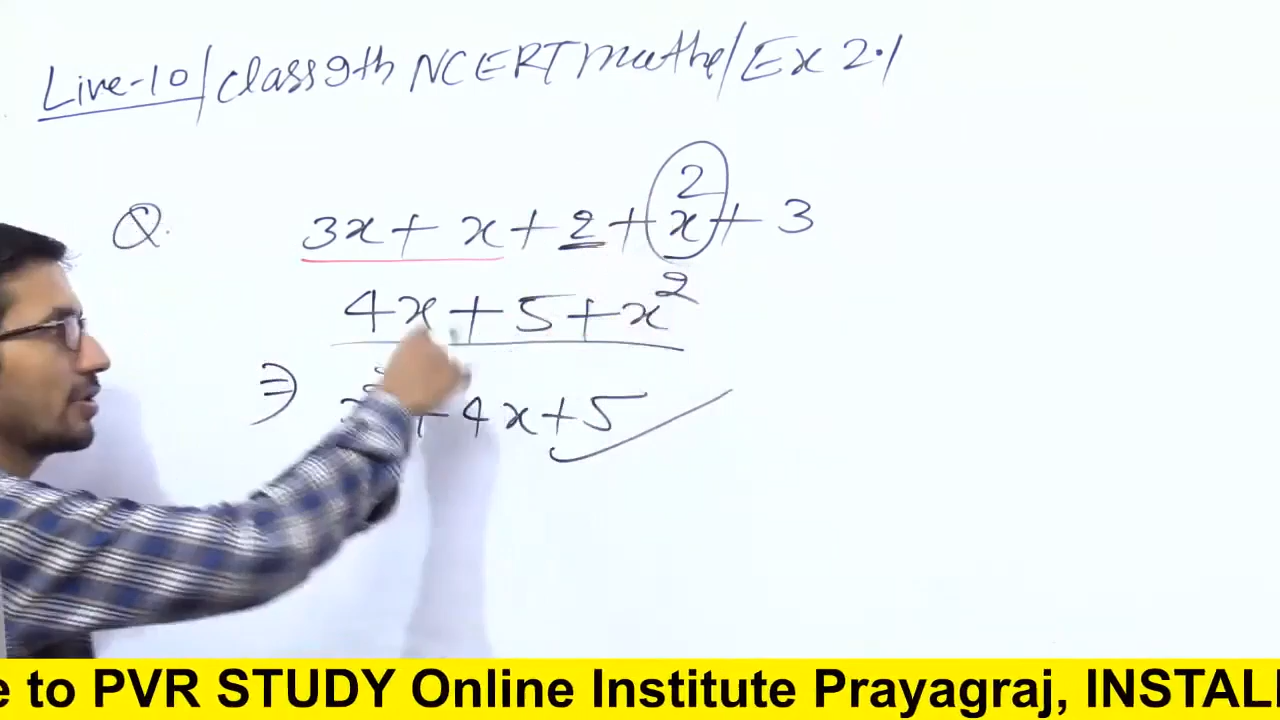 Live-10/class 9th NCERT maths/Ex 2.1
Q. 3x + x + 2 + x² + 3
4x + 5 + x²
⇒ x² + 4x + 5
e to PVR STUDY Online Institute Prayagraj, INSTALL